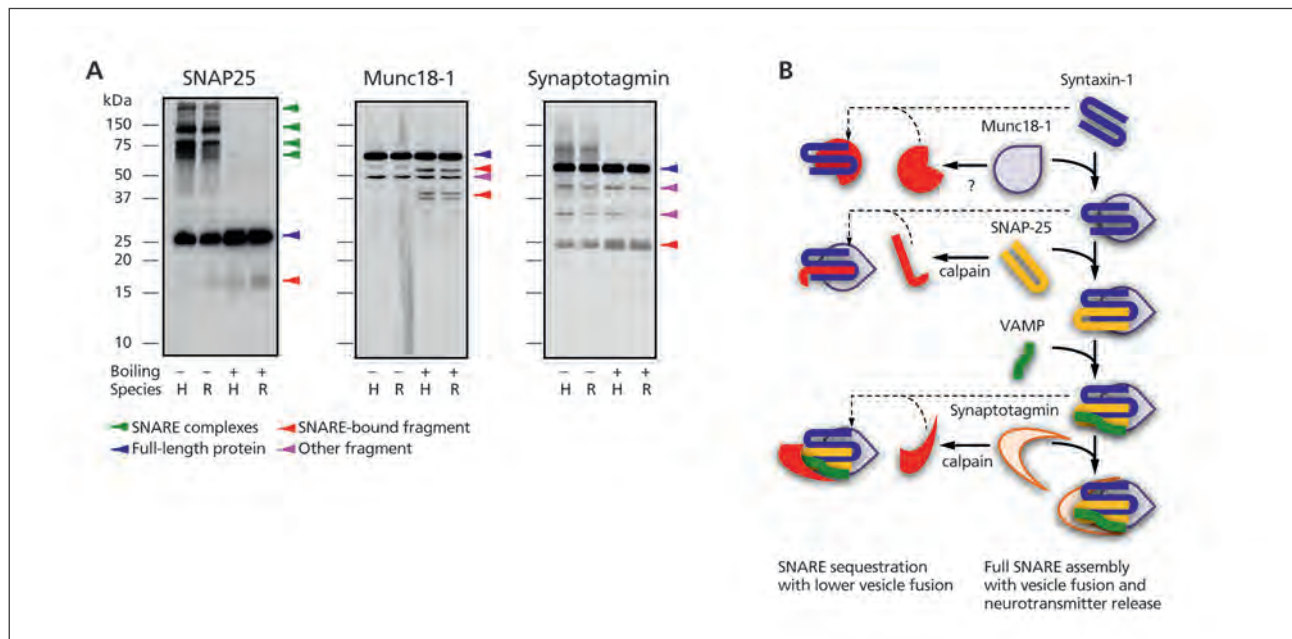 A
SNAP25
Munc18-1
Synaptotagmin
kDa
150
75
50
37
25
20
15
10
Boiling − − + + − − + + − − + +
Species H R H R H R H R H R H R
SNARE complexes
SNARE-bound fragment
Full-length protein
Other fragment
B
Syntaxin-1
Munc18-1
?
SNAP-25
calpain
VAMP
Synaptotagmin
calpain
SNARE sequestration
with lower vesicle fusion
Full SNARE assembly
with vesicle fusion and
neurotransmitter release